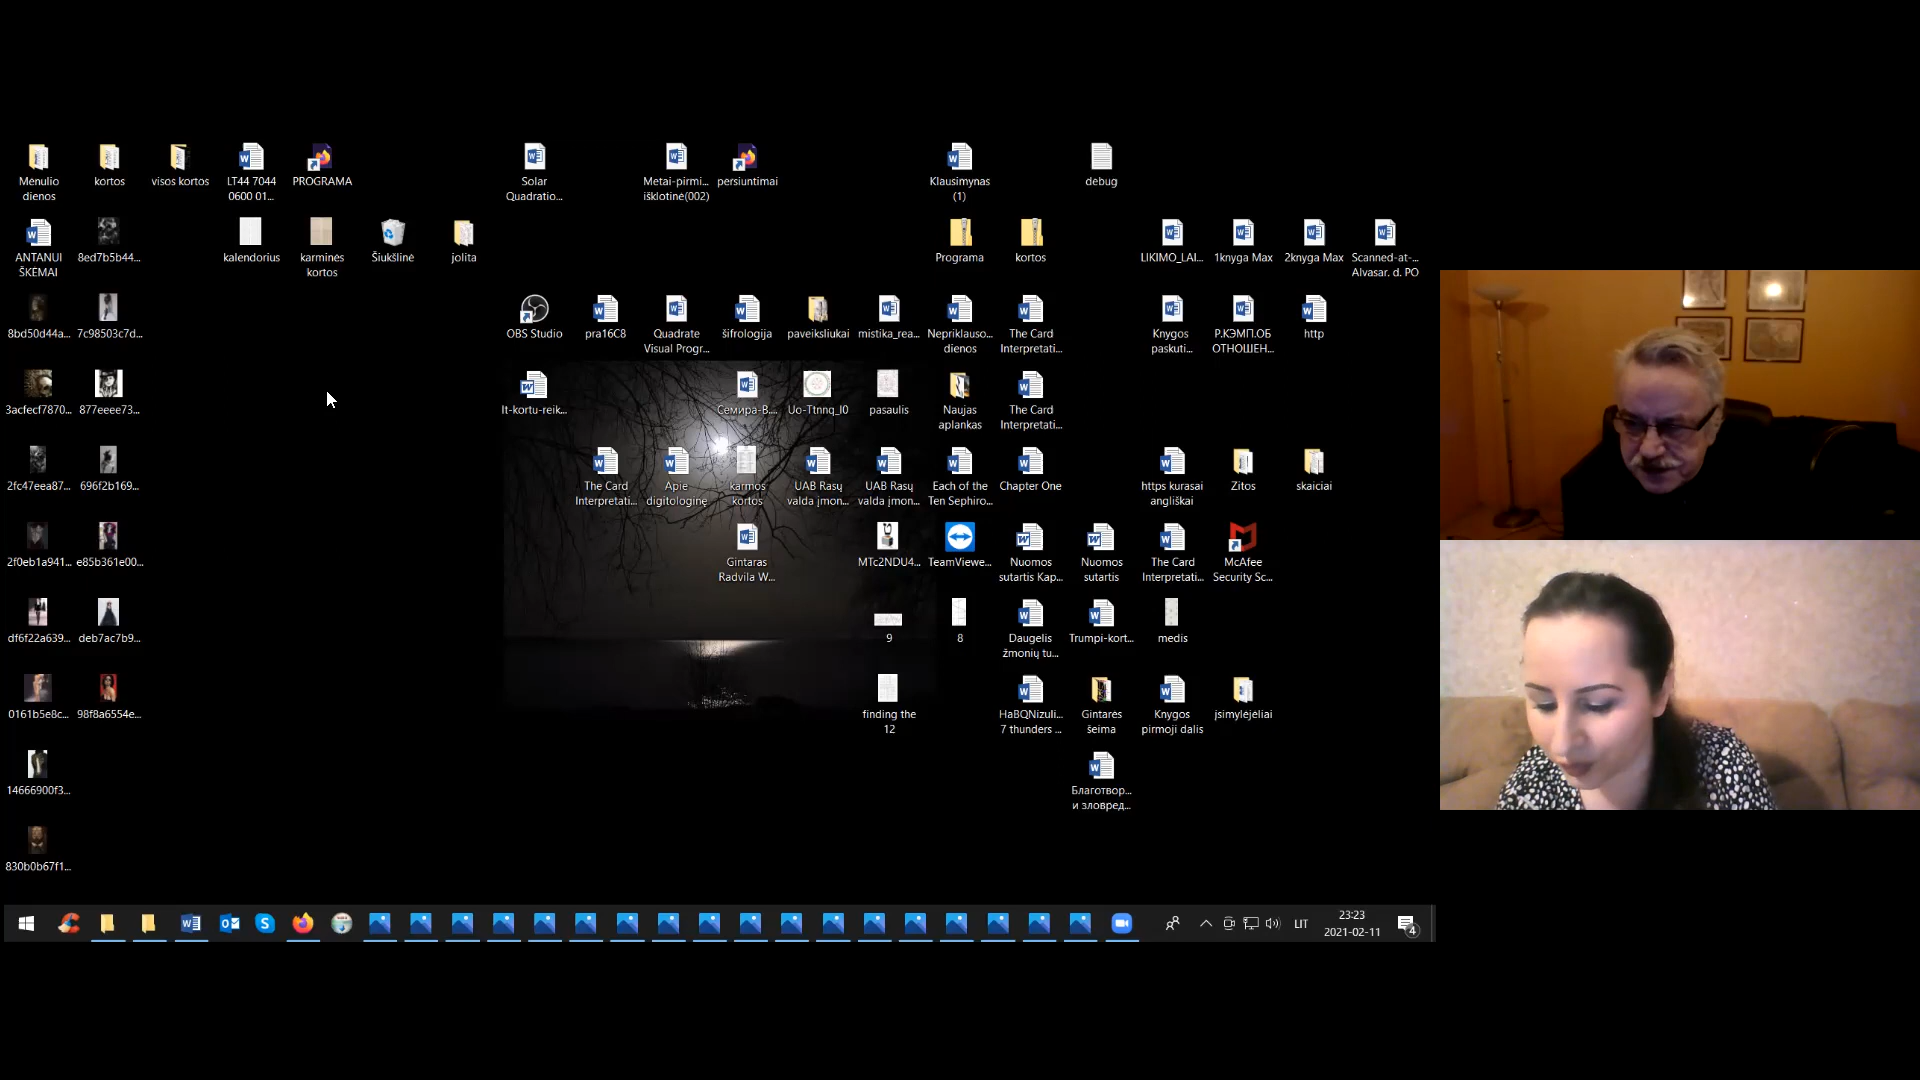 Menulio
dienos
kortos
visos kortos
LT44 7044
0600 01...
PROGRAMA
Solar
Quadratio...
Metai-pirmi...
išklotinė(002)
persiuntimai
Klausimynas
(1)
debug
ANTANUI
ŠKĖMAI
8ed7b5b44...
kalendorius
karminės
kortos
Šiukšlinė
jolita
Programa
kortos
LIKIMO_LAI...
1knyga Max
2knyga Max
Scanned-at-...
Alvasar. d. PO
8bd50d44a...
7c98503c7d...
OBS Studio
pra16C8
Quadrate
Visual Progr...
šifrologija
paveiksliukai
mistika_rea...
Nepriklauso...
dienos
The Card
Interpretati...
Knygos
paskuti...
Р.КЭМП.ОБ
ОТНОШЕН...
http
3acfecf7870...
877eeee73...
lt-kortu-reik...
Семира-В....
Uo-Ttnnq_I0
pasaulis
Naujas
aplankas
The Card
Interpretati...
2fc47eea87...
696f2b169...
The Card
Interpretati...
Apie
digitologinę
karmos
kortos
UAB Rasų
valda įmon...
UAB Rasų
valda įmon...
Each of the
Ten Sephiro...
Chapter One
https kurasai
angliškai
Zitos
skaiciai
2f0eb1a941...
e85b361e00...
Gintaras
Radvila W...
MTc2NDU4...
TeamViewe...
Nuomos
sutartis Kap...
Nuomos
sutartis
The Card
Interpretati...
McAfee
Security Sc...
df6f22a639...
deb7ac7b9...
9
8
Daugelis
žmonių tu...
Trumpi-kort...
medis
0161b5e8c...
98f8a6554e...
finding the
12
HaBQNizuli...
7 thunders ...
Gintarės
šeima
Knygos
pirmoji dalis
įsimylėjėliai
14666900f3...
Благотвор...
и зловред...
830b0b67f1...
LIT
23:23
2021-02-11
4